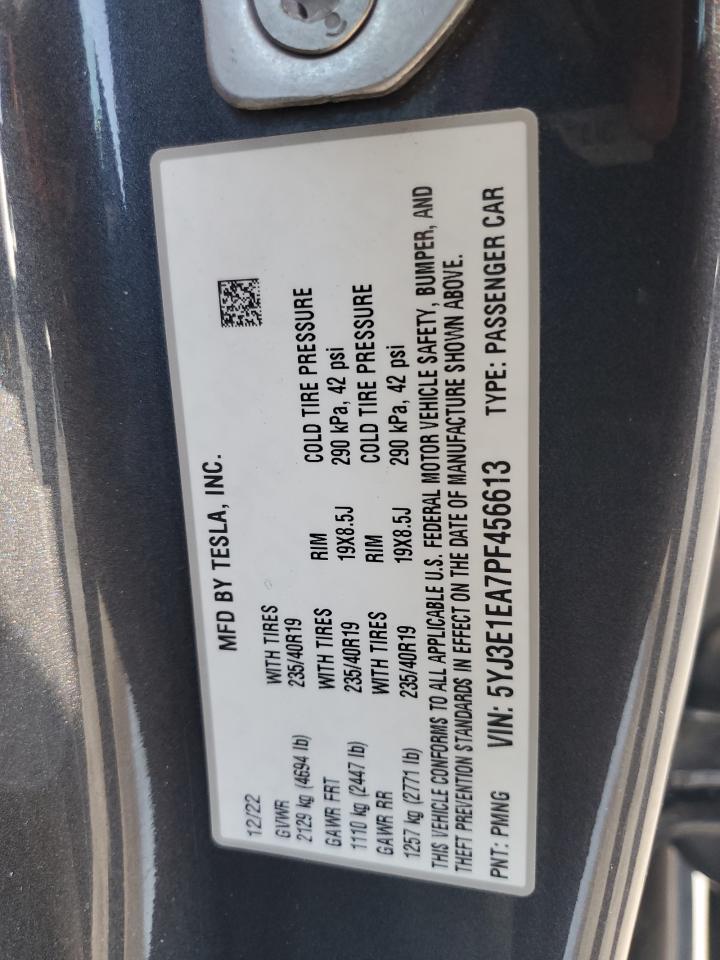 MFD BY TESLA, INC.
12/22
GVWR WITH TIRES
2129 kg (4694 lb) 235/40R19
GAWR FRT WITH TIRES RIM COLD TIRE PRESSURE
1110 kg (2447 lb) 235/40R19 19X8.5J 290 kPa, 42 psi
GAWR RR WITH TIRES RIM COLD TIRE PRESSURE
1257 kg (2771 lb) 235/40R19 19X8.5J 290 kPa, 42 psi
THIS VEHICLE CONFORMS TO ALL APPLICABLE U.S. FEDERAL MOTOR VEHICLE SAFETY, BUMPER, AND
THEFT PREVENTION STANDARDS IN EFFECT ON THE DATE OF MANUFACTURE SHOWN ABOVE.
PNT: PMNG VIN: 5YJ3E1EA7PF456613 TYPE: PASSENGER CAR